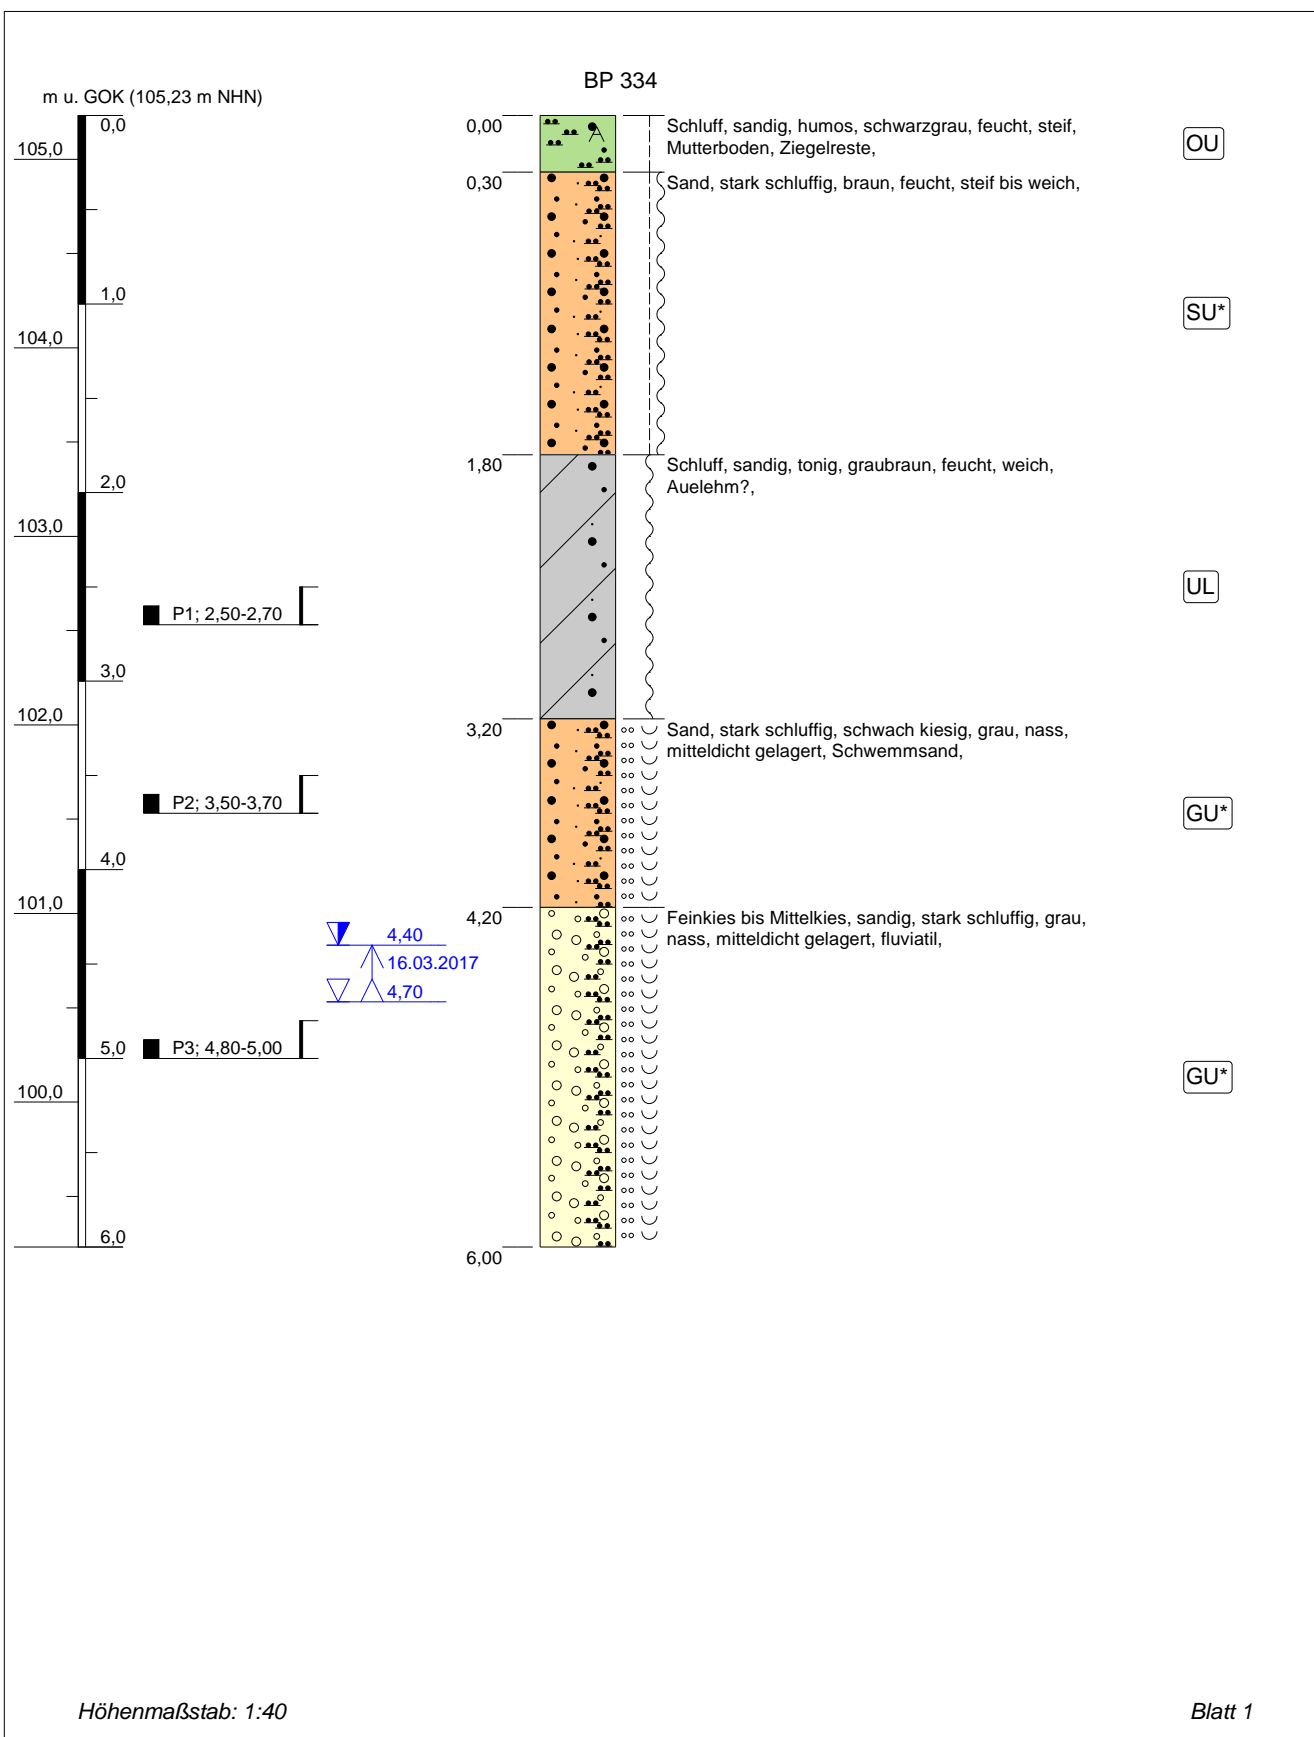 BP 334
m u. GOK (105,23 m NHN)
0,0
0,00
Schluff, sandig, humos, schwarzgrau, feucht, steif,
Mutterboden, Ziegelreste,
A
OU
105,0
0,30
Sand, stark schluffig, braun, feucht, steif bis weich,
1,0
SU*
104,0
1,80
Schluff, sandig, tonig, graubraun, feucht, weich,
Auelehm?,
2,0
103,0
UL
P1; 2,50-2,70
3,0
102,0
3,20
Sand, stark schluffig, schwach kiesig, grau, nass,
mitteldicht gelagert, Schwemmsand,
P2; 3,50-3,70
GU*
4,0
101,0
4,20
Feinkies bis Mittelkies, sandig, stark schluffig, grau,
nass, mitteldicht gelagert, fluviatil,
4,40
16.03.2017
4,70
5,0
P3; 4,80-5,00
GU*
100,0
6,0
6,00
Höhenmaßstab: 1:40
Blatt 1